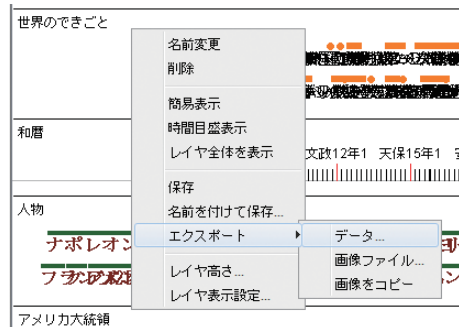 世界のできごと
名前変更
削除
簡易表示
時間目盛表示
レイヤ全体を表示
和暦
文政12年1 天保15年1
保存
名前を付けて保存...
人物
エクスポート
データ...
ナポレオン
画像ファイル...
画像をコピー
レイヤ高さ...
レイヤ表示設定...
アメリカ大統領